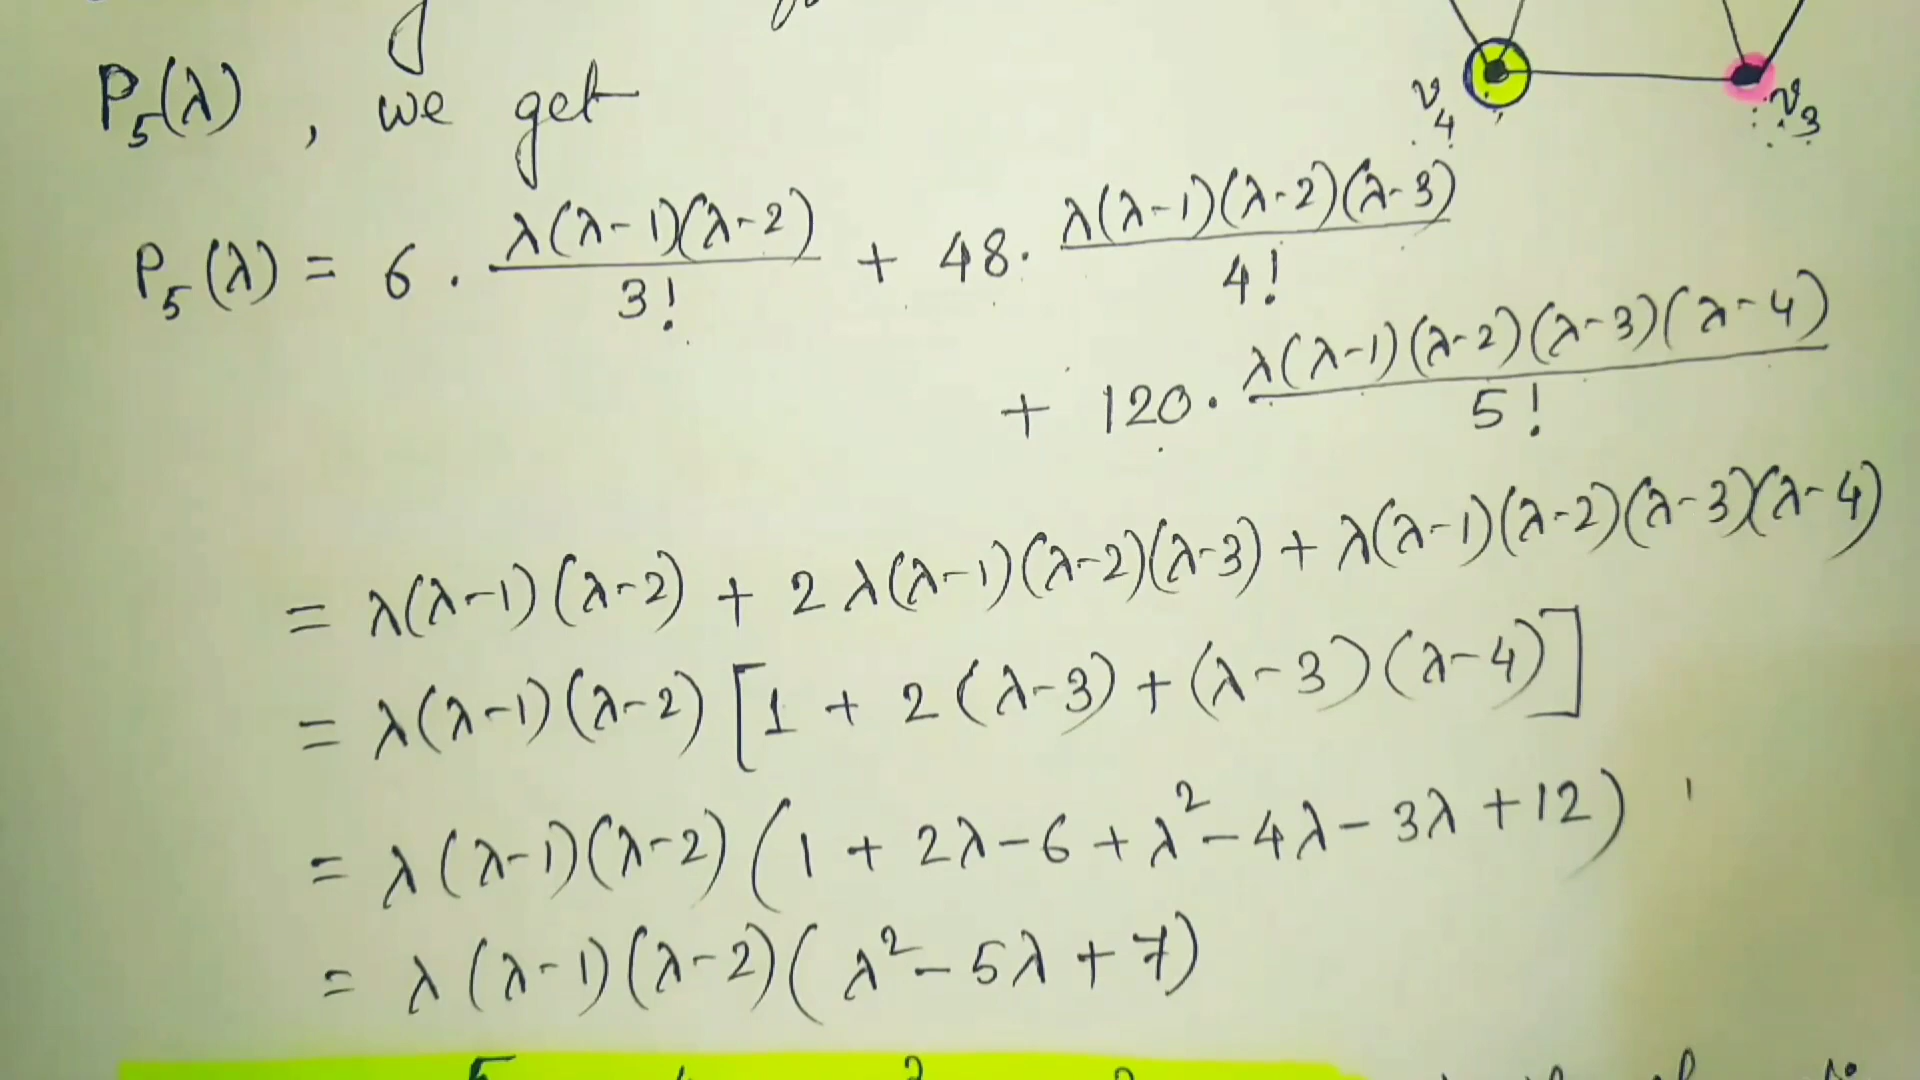 P₅(λ), we get
v₄
v₃
P₅(λ) = 6 · λ(λ-1)(λ-2)/3! + 48 · λ(λ-1)(λ-2)(λ-3)/4!
+ 120 · λ(λ-1)(λ-2)(λ-3)(λ-4)/5!
= λ(λ-1)(λ-2) + 2λ(λ-1)(λ-2)(λ-3) + λ(λ-1)(λ-2)(λ-3)(λ-4)
= λ(λ-1)(λ-2)[1 + 2(λ-3) + (λ-3)(λ-4)]
= λ(λ-1)(λ-2)(1 + 2λ-6 + λ²-4λ-3λ+12)
= λ(λ-1)(λ-2)(λ²-5λ+7)